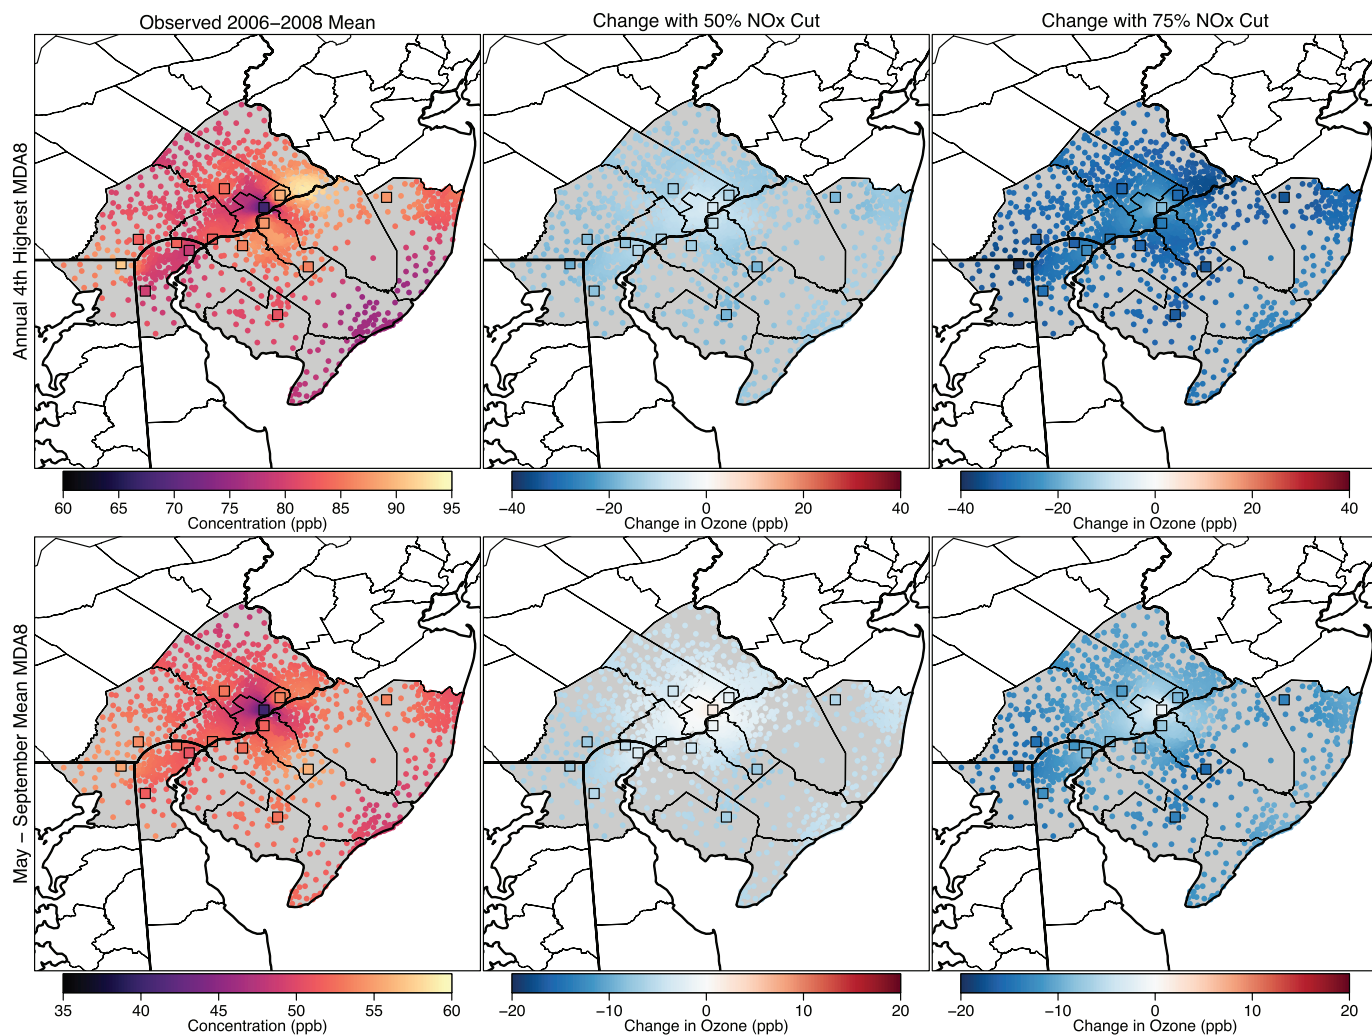 Observed 2006−2008 Mean
Change with 50% NOx Cut
Change with 75% NOx Cut
Annual 4th Highest MDA8
60 65 70 75 80 85 90 95
Concentration (ppb)
−40 −20 0 20 40
Change in Ozone (ppb)
−40 −20 0 20 40
Change in Ozone (ppb)
May − September Mean MDA8
35 40 45 50 55 60
Concentration (ppb)
−20 −10 0 10 20
Change in Ozone (ppb)
−20 −10 0 10 20
Change in Ozone (ppb)